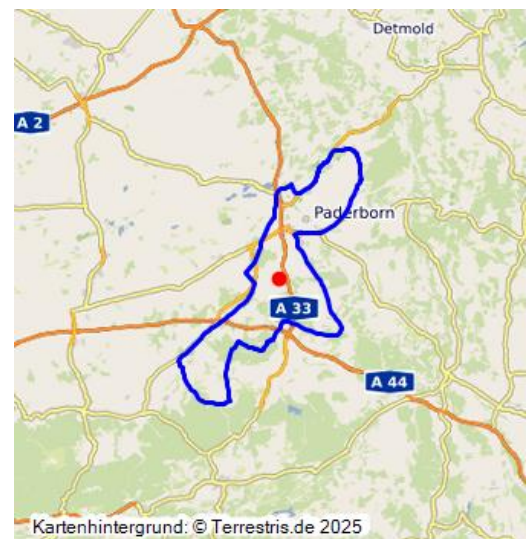 Detmold
A 2
Paderborn
A 33
A 44
Kartenhintergrund: © Terrestris.de 2025